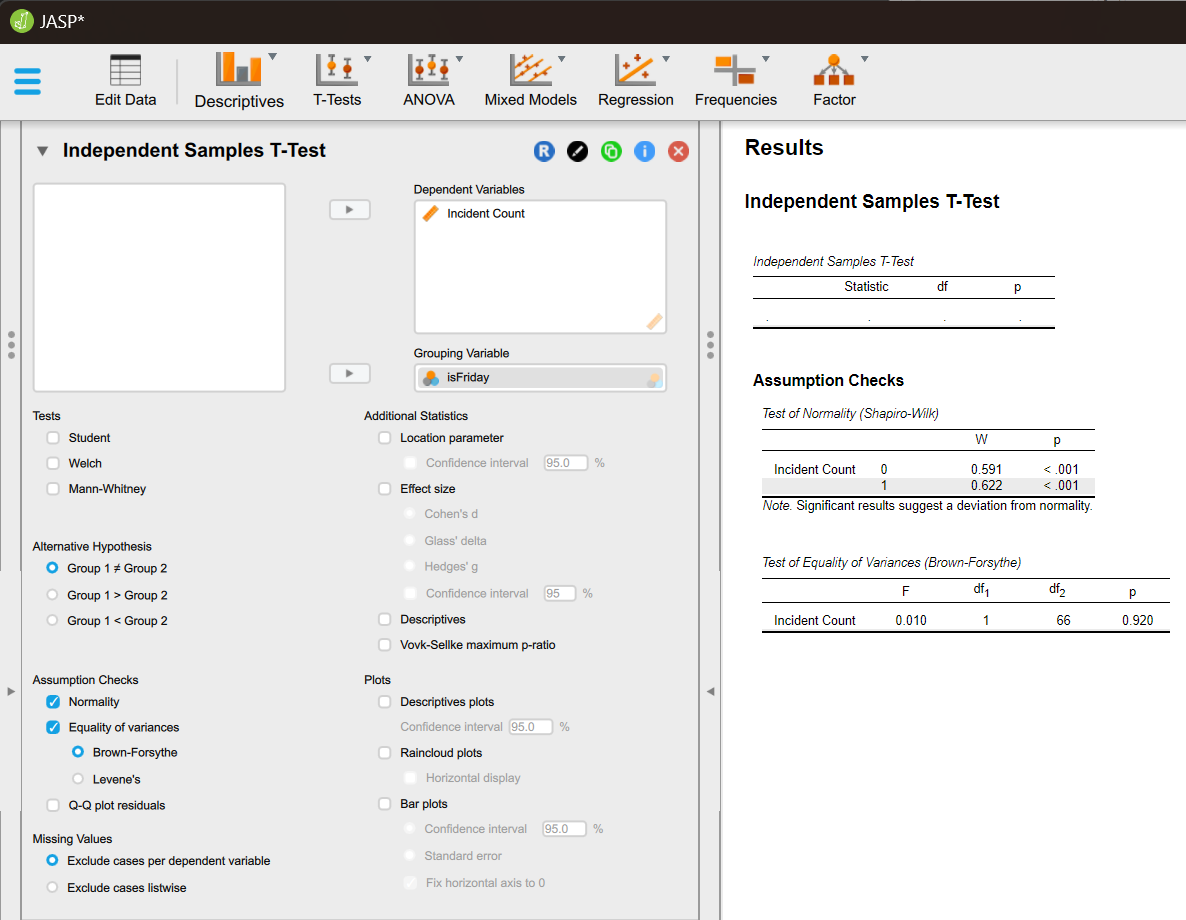 JASP*
Edit Data
Descriptives
T-Tests
ANOVA
Mixed Models
Regression
Frequencies
Factor
Independent Samples T-Test
R
i
Dependent Variables
Incident Count
Grouping Variable
isFriday
Tests
Student
Welch
Mann-Whitney
Alternative Hypothesis
Group 1 ≠ Group 2
Group 1 > Group 2
Group 1 < Group 2
Assumption Checks
Normality
Equality of variances
Brown-Forsythe
Levene's
Q-Q plot residuals
Missing Values
Exclude cases per dependent variable
Exclude cases listwise
Additional Statistics
Location parameter
Confidence interval 95.0 %
Effect size
Cohen's d
Glass' delta
Hedges' g
Confidence interval 95 %
Descriptives
Vovk-Sellke maximum p-ratio
Plots
Descriptives plots
Confidence interval 95.0 %
Raincloud plots
Horizontal display
Bar plots
Confidence interval 95.0 %
Standard error
Fix horizontal axis to 0
Results
Independent Samples T-Test
Independent Samples T-Test
Statistic df p
. . . .
Assumption Checks
Test of Normality (Shapiro-Wilk)
W p
Incident Count 0 0.591 < .001
1 0.622 < .001
Note. Significant results suggest a deviation from normality.
Test of Equality of Variances (Brown-Forsythe)
F df1 df2 p
Incident Count 0.010 1 66 0.920